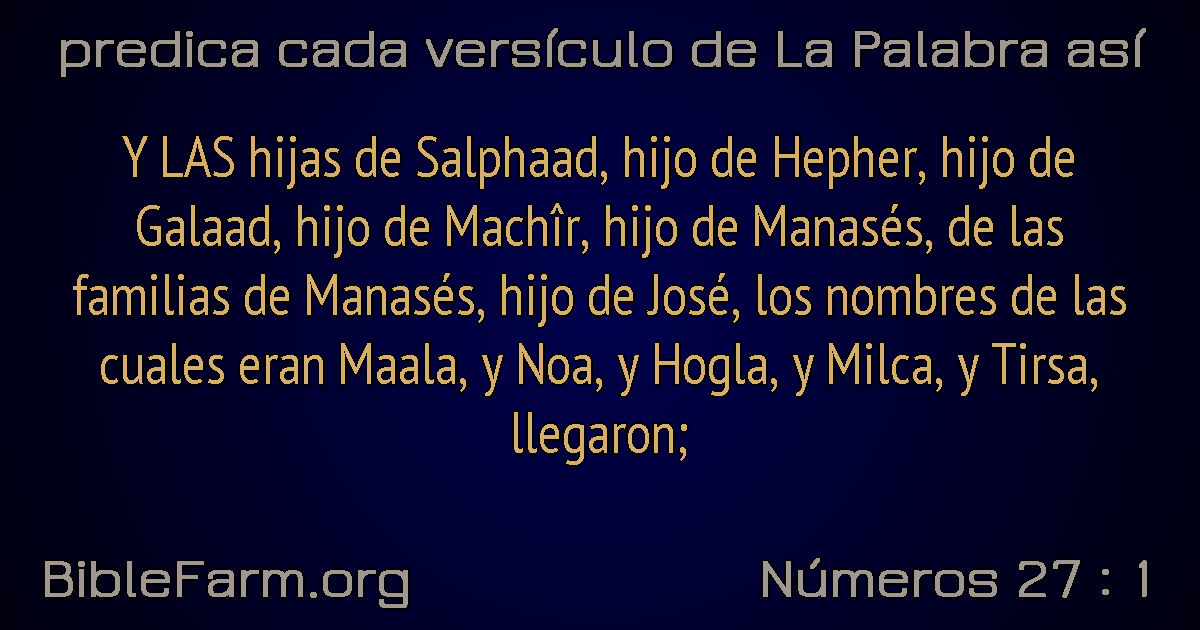 predica cada versículo de La Palabra así
Y LAS hijas de Salphaad, hijo de Hepher, hijo de
Galaad, hijo de Machîr, hijo de Manasés, de las
familias de Manasés, hijo de José, los nombres de las
cuales eran Maala, y Noa, y Hogla, y Milca, y Tirsa,
llegaron;
BibleFarm.org
Números 27 : 1